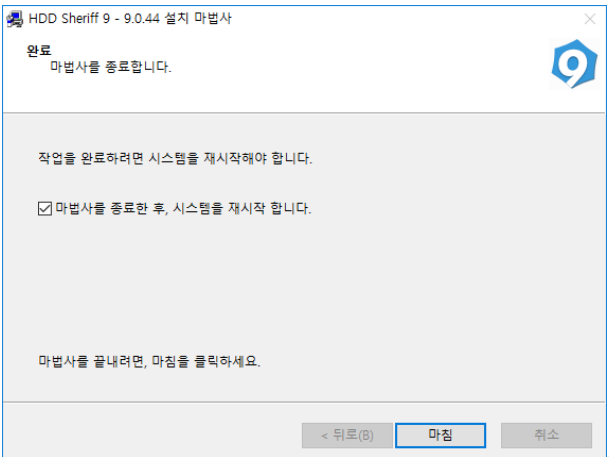 HDD Sheriff 9 - 9.0.44 설치 마법사
완료
마법사를 종료합니다.
9
작업을 완료하려면 시스템을 재시작해야 합니다.
마법사를 종료한 후, 시스템을 재시작 합니다.
마법사를 끝내려면, 마침을 클릭하세요.
< 뒤로(B) 마침 취소